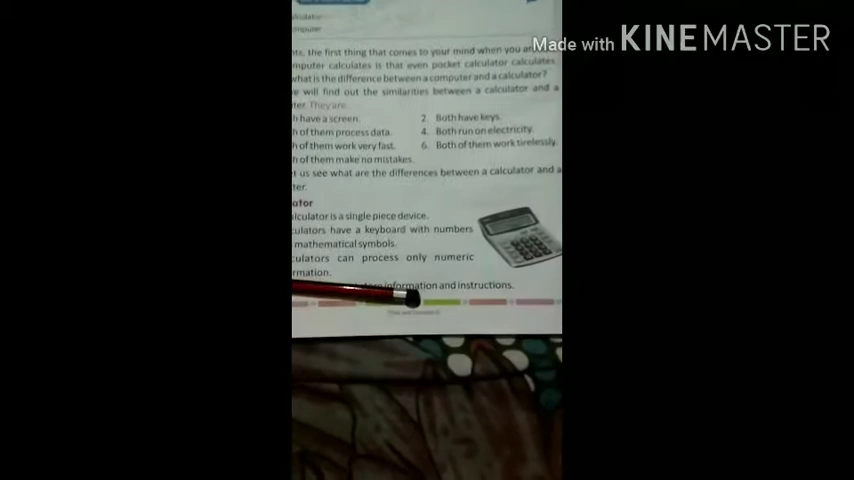 Made with KINEMASTER
the first thing that comes to your mind when you
mputer calculates is that even pocket calculator calculates
what is the difference between a computer and a calculator?
e will find out the similarities between a calculator and a
ter. They are
h have a screen.
2. Both have keys.
h of them process data.
4. Both run on electricity.
h of them work very fast.
6. Both of them work tirelessly.
h of them make no mistakes.
t us see what are the differences between a calculator and a
ter.
ator
lculator is a single piece device.
culators have a keyboard with numbers
mathematical symbols.
culators can process only numeric
rmation.
information and instructions.